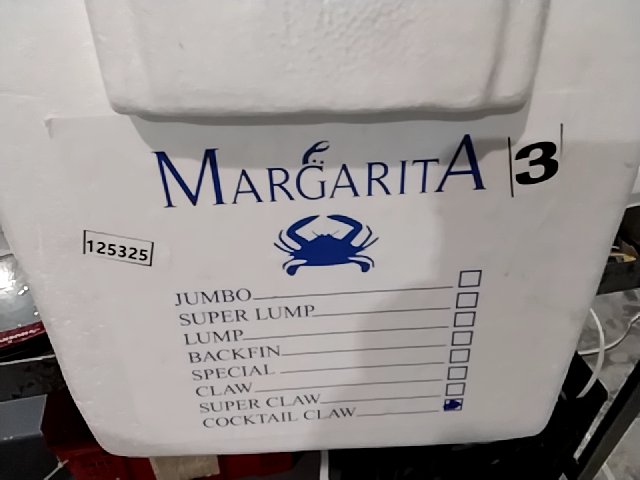 MARGARITA 3
125325
JUMBO
SUPER LUMP
LUMP
BACKFIN
SPECIAL
CLAW
SUPER CLAW
COCKTAIL CLAW